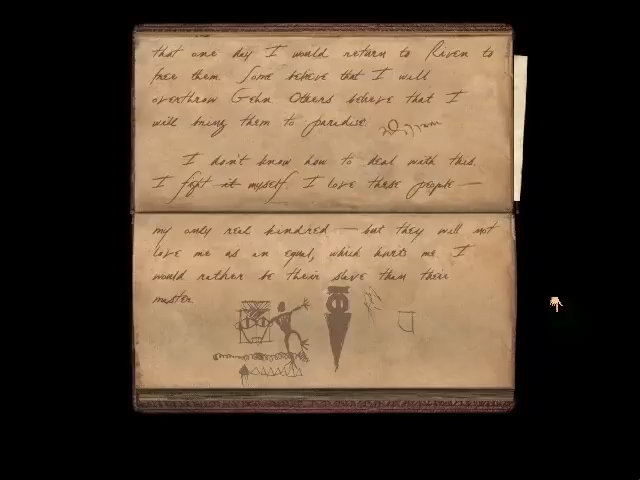 that one day I would return to Riven to
free them. Some believe that I will
overthrow Gehn. Others believe that I
will bring them to paradise.
I don't know how to deal with this.
I fight it myself. I love these people —
my only real kindred — but they will not
love me as an equal, which hurts me. I
would rather be their slave than their
master.